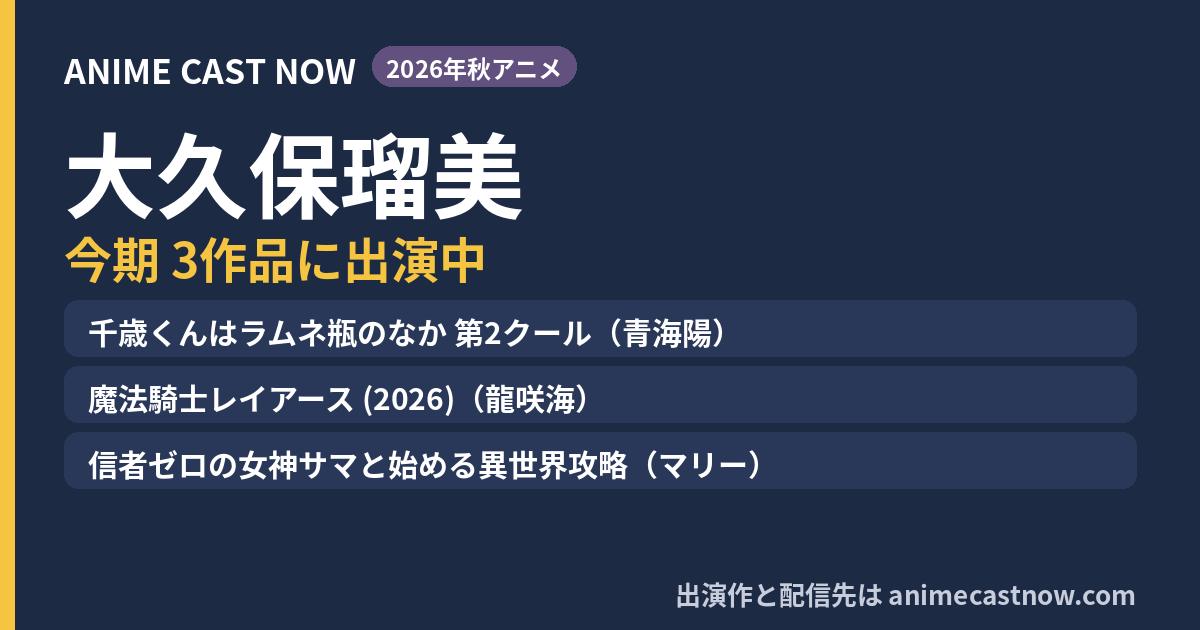 ANIME CAST NOW 2026年秋アニメ
大久保瑠美
今期 3作品に出演中
千歳くんはラムネ瓶のなか 第2クール（青海陽）
魔法騎士レイアース (2026)（龍咲海）
信者ゼロの女神サマと始める異世界攻略（マリー）
出演作と配信先は animecastnow.com